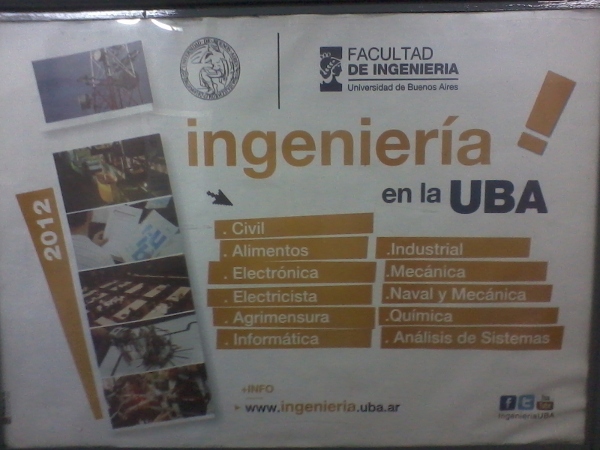 FACULTAD
DE INGENIERIA
Universidad de Buenos Aires
ingeniería!
en la UBA
2012
. Civil
. Alimentos
. Electrónica
. Electricista
. Agrimensura
. Informática
.Industrial
.Mecánica
.Naval y Mecánica
.Química
. Análisis de Sistemas
+INFO
www.ingenieria.uba.ar
ingenieriaUBA